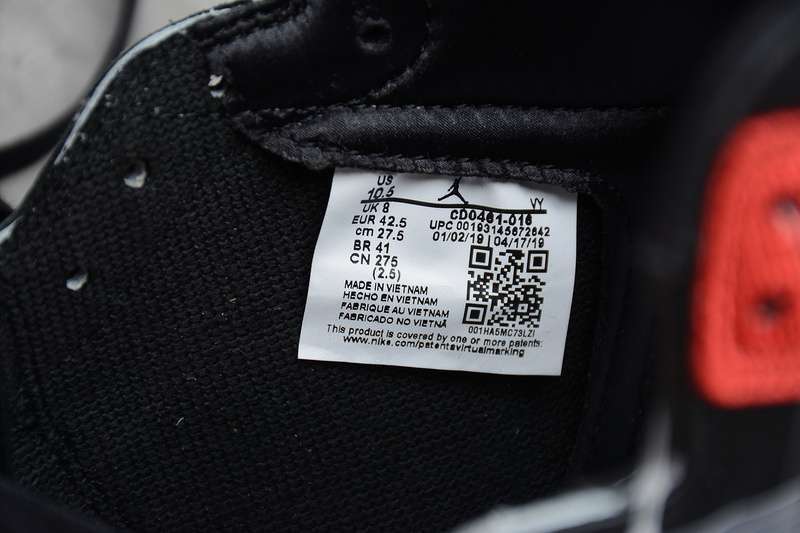 US
10.5
VY
UK 8
CD0461-016
EUR 42.5
UPC 00193145672642
cm 27.5
01/02/19 | 04/17/19
BR 41
CN 275
(2.5)
MADE IN VIETNAM
HECHO EN VIETNAM
FABRIQUE AU VIETNAM
FABRICADO NO VIETNÃ
001HA5MC73LZI
This product is covered by one or more patents:
www.nike.com/patentsvirtualmarking